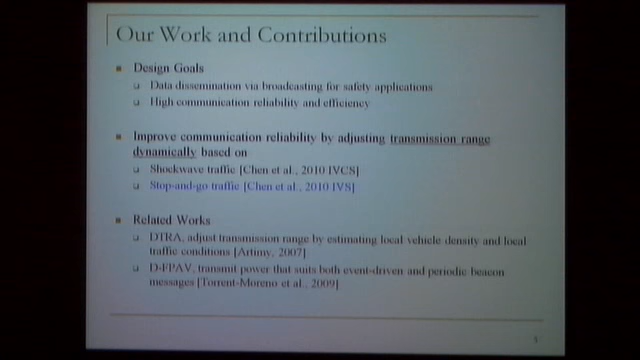 Our Work and Contributions
Design Goals
Data dissemination via broadcasting for safety applications
High communication reliability and efficiency
Improve communication reliability by adjusting transmission range
dynamically based on
Shockwave traffic [Chen et al., 2010 IVCS]
Stop-and-go traffic [Chen et al., 2010 IVS]
Related Works
DTRA, adjust transmission range by estimating local vehicle density and local
traffic conditions [Artimy, 2007]
D-FPAV, transmit power that suits both event-driven and periodic beacon
messages [Torrent-Moreno et al., 2009]